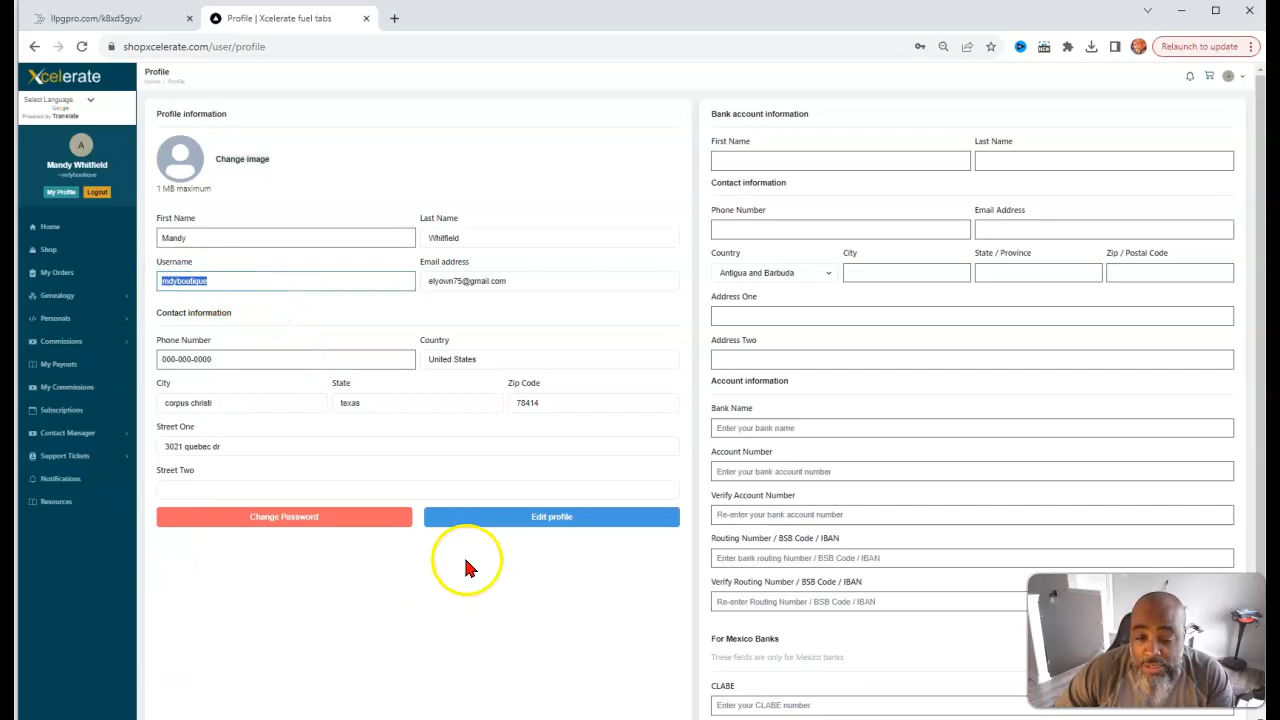 llpgpro.com/k8xd5gyx/
Profile | Xcelerate fuel tabs
shopxcelerate.com/user/profile
Relaunch to update
Xcelerate
Select Language
Google
Powered by Translate
A
Mandy Whitfield
~mdyboutique
My Profile
Logout
Home
Shop
My Orders
Genealogy
Personals
Commissions
My Payouts
My Commissions
Subscriptions
Contact Manager
Support Tickets
Notifications
Resources
Profile
Home - Profile
Profile information
Change image
1 MB maximum
First Name
Last Name
Mandy
Whitfield
Username
Email address
mdyboutique
elyown75@gmail.com
Contact information
Phone Number
Country
000-000-0000
United States
City
State
Zip Code
corpus christi
texas
78414
Street One
3021 quebec dr
Street Two
Change Password
Edit profile
Bank account information
First Name
Last Name
Contact information
Phone Number
Email Address
Country
City
State / Province
Zip / Postal Code
Antigua and Barbuda
Address One
Address Two
Account information
Bank Name
Enter your bank name
Account Number
Enter your bank account number
Verify Account Number
Re-enter your bank account number
Routing Number / BSB Code / IBAN
Enter bank routing Number / BSB Code / IBAN
Verify Routing Number / BSB Code / IBAN
Re-enter Routing Number / BSB Code / IBAN
For Mexico Banks
These fields are only for Mexico banks
CLABE
Enter your CLABE number